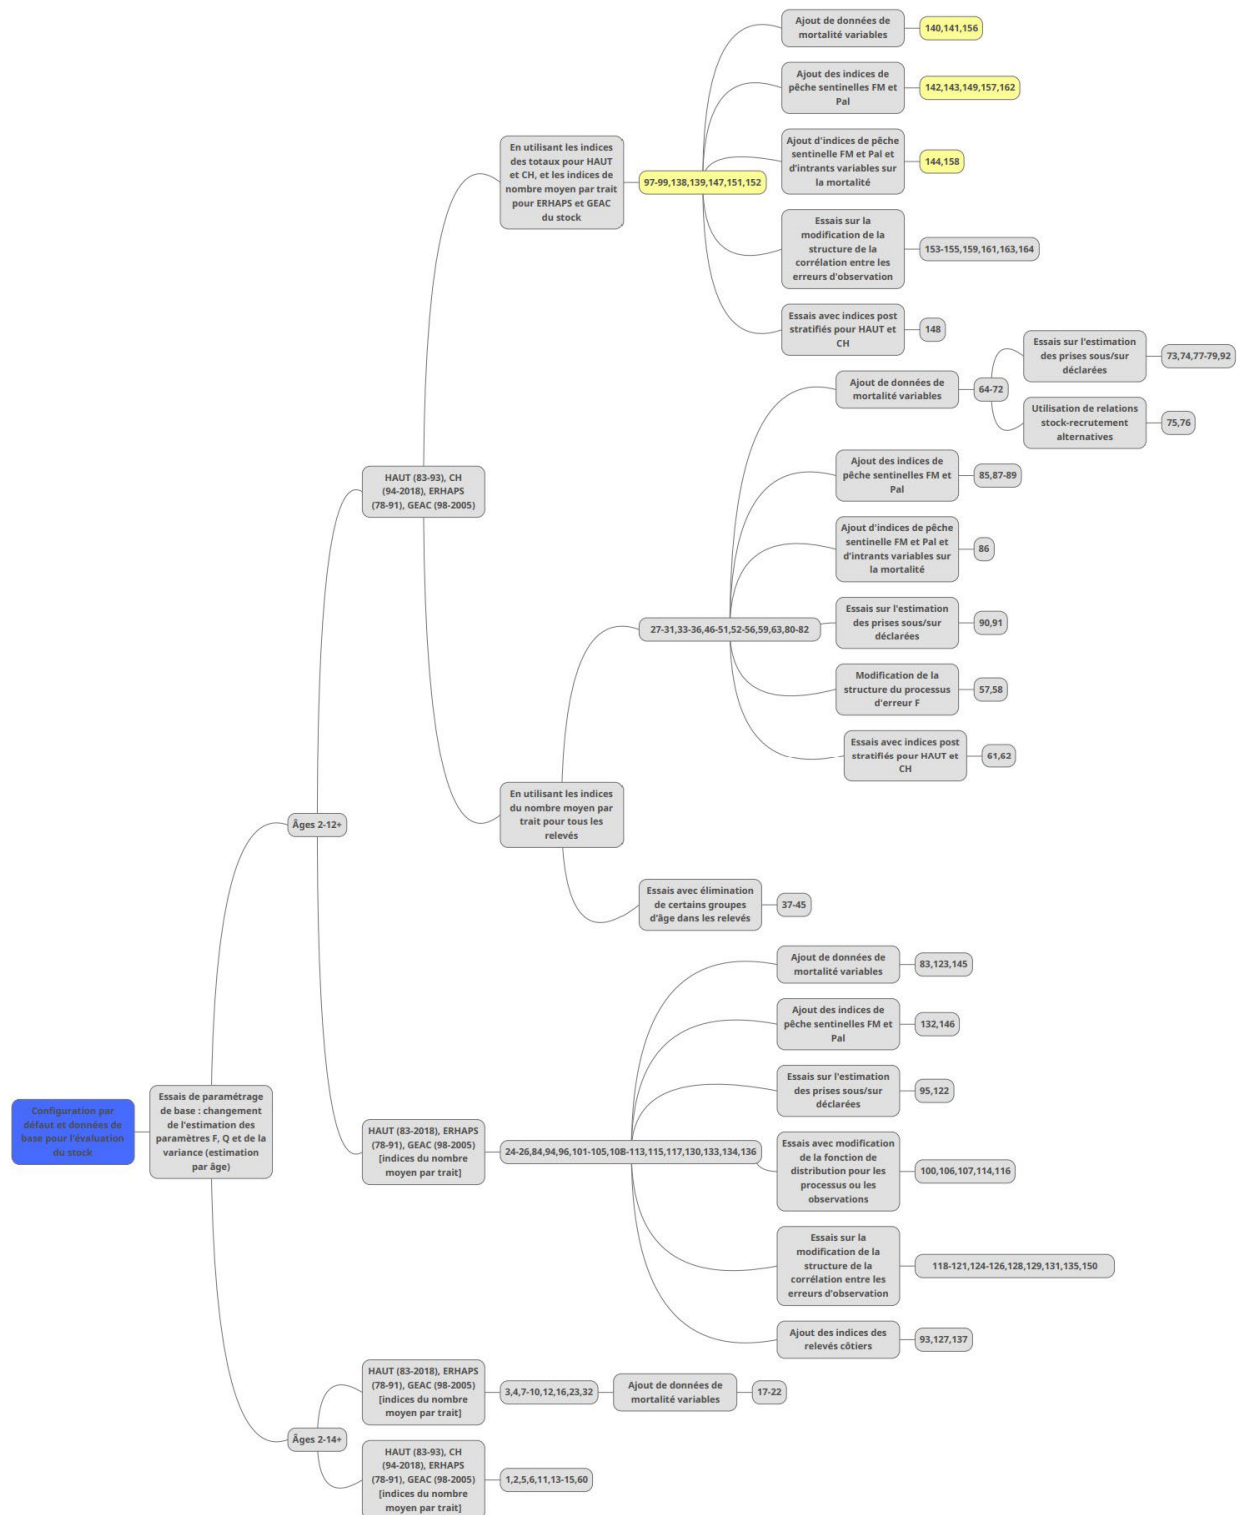 Configuration par
défaut et données de
base pour l'évaluation
du stock
Essais de paramétrage
de base : changement
de l'estimation des
paramètres F, Q et de la
variance (estimation
par âge)
Âges 2-12+
HAUT (83-93), CH
(94-2018), ERHAPS
(78-91), GEAC (98-2005)
En utilisant les indices
des totaux pour HAUT
et CH, et les indices de
nombre moyen par trait
pour ERHAPS et GEAC
du stock
97-99,138,139,147,151,152
Ajout de données de
mortalité variables
140,141,156
Ajout des indices de
pêche sentinelles FM et
Pal
142,143,149,157,162
Ajout d'indices de pêche
sentinelle FM et Pal et
d'intrants variables sur
la mortalité
144,158
Essais sur la
modification de la
structure de la
corrélation entre les
erreurs d'observation
153-155,159,161,163,164
Essais avec indices post
stratifiés pour HAUT et
CH
148
En utilisant les indices
du nombre moyen par
trait pour tous les
relevés
27-31,33-36,46-51,52-56,59,63,80-82
Ajout de données de
mortalité variables
64-72
Essais sur l'estimation
des prises sous/sur
déclarées
73,74,77-79,92
Utilisation de relations
stock-recrutement
alternatives
75,76
Ajout des indices de
pêche sentinelles FM et
Pal
85,87-89
Ajout d'indices de pêche
sentinelle FM et Pal et
d'intrants variables sur
la mortalité
86
Essais sur l'estimation
des prises sous/sur
déclarées
90,91
Modification de la
structure du processus
d'erreur F
57,58
Essais avec indices post
stratifiés pour HAUT et
CH
61,62
Essais avec élimination
de certains groupes
d'âge dans les relevés
37-45
HAUT (83-2018), ERHAPS
(78-91), GEAC (98-2005)
[indices du nombre
moyen par trait]
24-26,84,94,96,101-105,108-113,115,117,130,133,134,136
Ajout de données de
mortalité variables
83,123,145
Ajout des indices de
pêche sentinelles FM et
Pal
132,146
Essais sur l'estimation
des prises sous/sur
déclarées
95,122
Essais avec modification
de la fonction de
distribution pour les
processus ou les
observations
100,106,107,114,116
Essais sur la
modification de la
structure de la
corrélation entre les
erreurs d'observation
118-121,124-126,128,129,131,135,150
Ajout des indices des
relevés côtiers
93,127,137
Âges 2-14+
HAUT (83-2018), ERHAPS
(78-91), GEAC (98-2005)
[indices du nombre
moyen par trait]
3,4,7-10,12,16,23,32
Ajout de données de
mortalité variables
17-22
HAUT (83-93), CH
(94-2018), ERHAPS
(78-91), GEAC (98-2005)
[indices du nombre
moyen par trait]
1,2,5,6,11,13-15,60